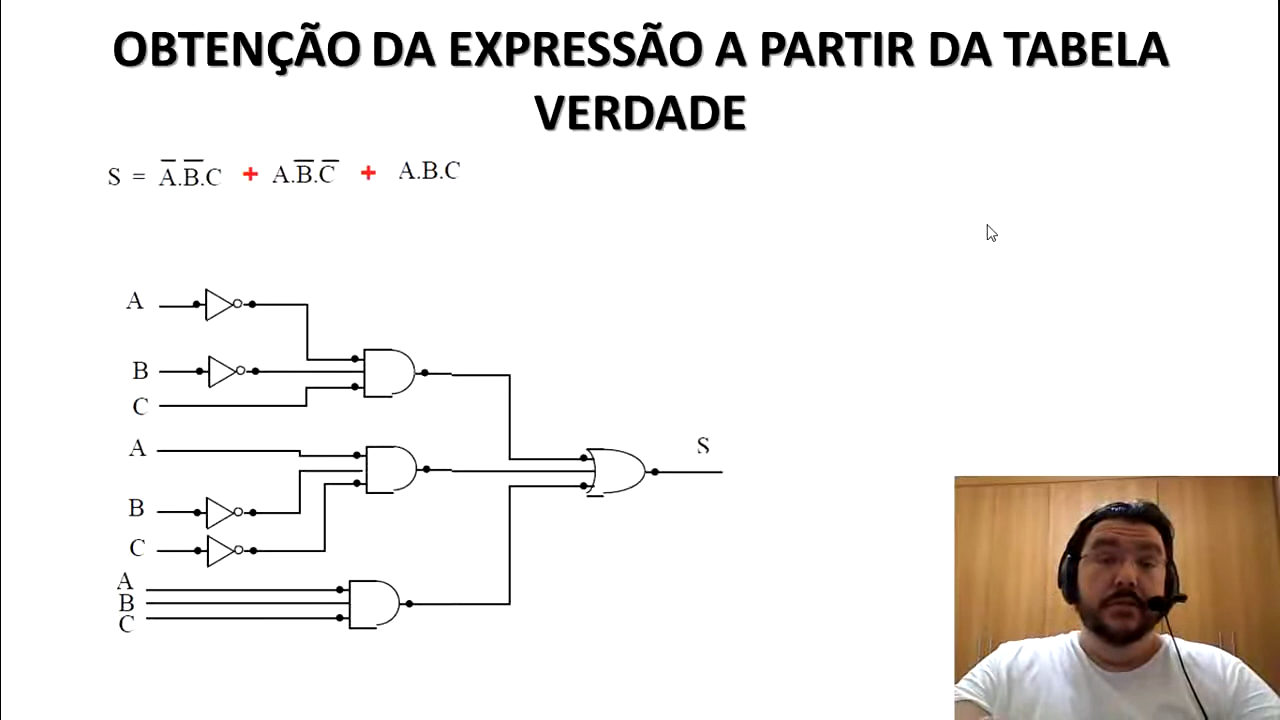 OBTENÇÃO DA EXPRESSÃO A PARTIR DA TABELA
VERDADE
S = A̅.B̅.C + A.B̅.C̅ + A.B.C
A
B
C
A
B
C
A
B
C
S